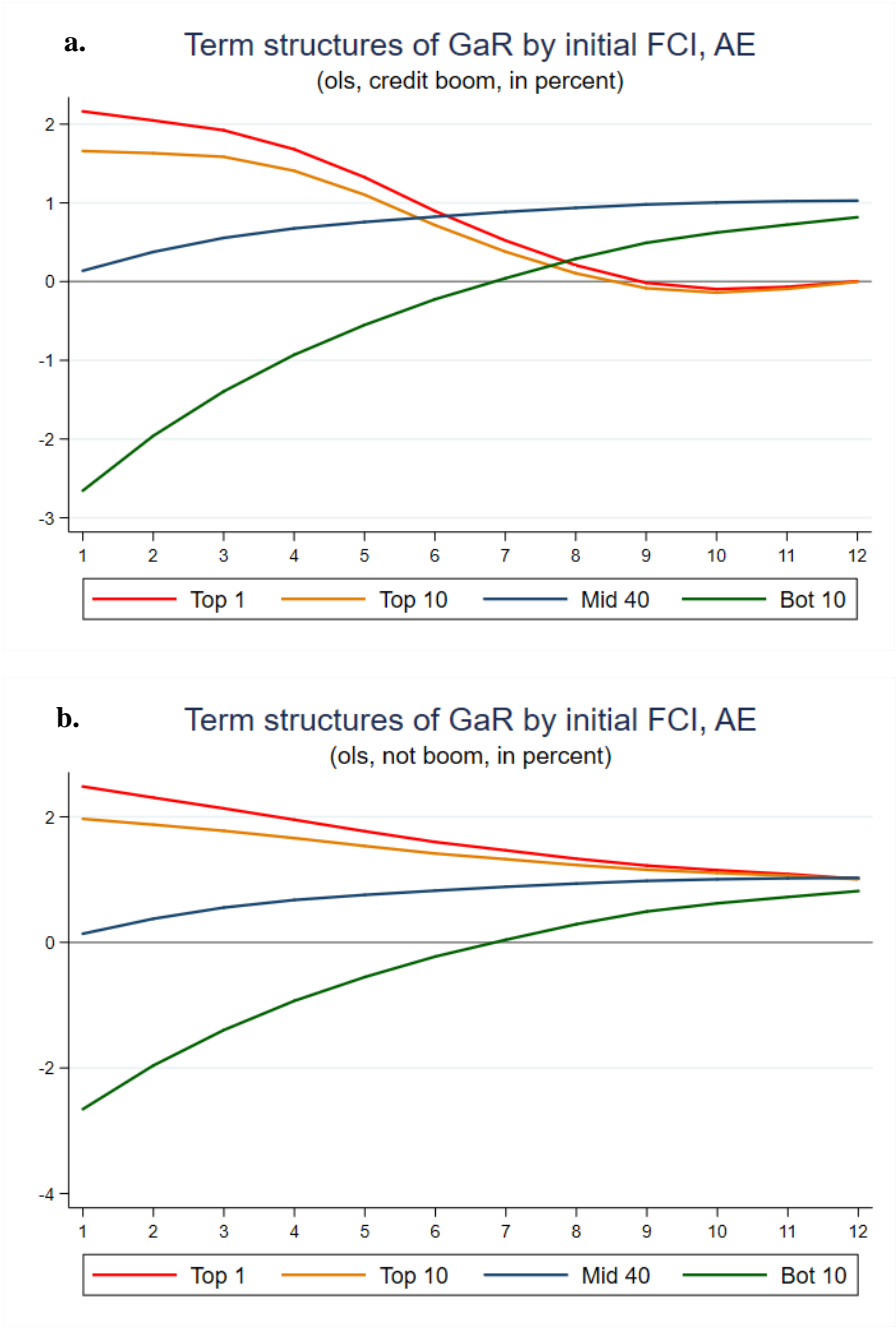 a.
Term structures of GaR by initial FCI, AE
(ols, credit boom, in percent)
2
1
0
-1
-2
-3
1 2 3 4 5 6 7 8 9 10 11 12
Top 1 Top 10 Mid 40 Bot 10
b.
Term structures of GaR by initial FCI, AE
(ols, not boom, in percent)
2
0
-2
-4
1 2 3 4 5 6 7 8 9 10 11 12
Top 1 Top 10 Mid 40 Bot 10